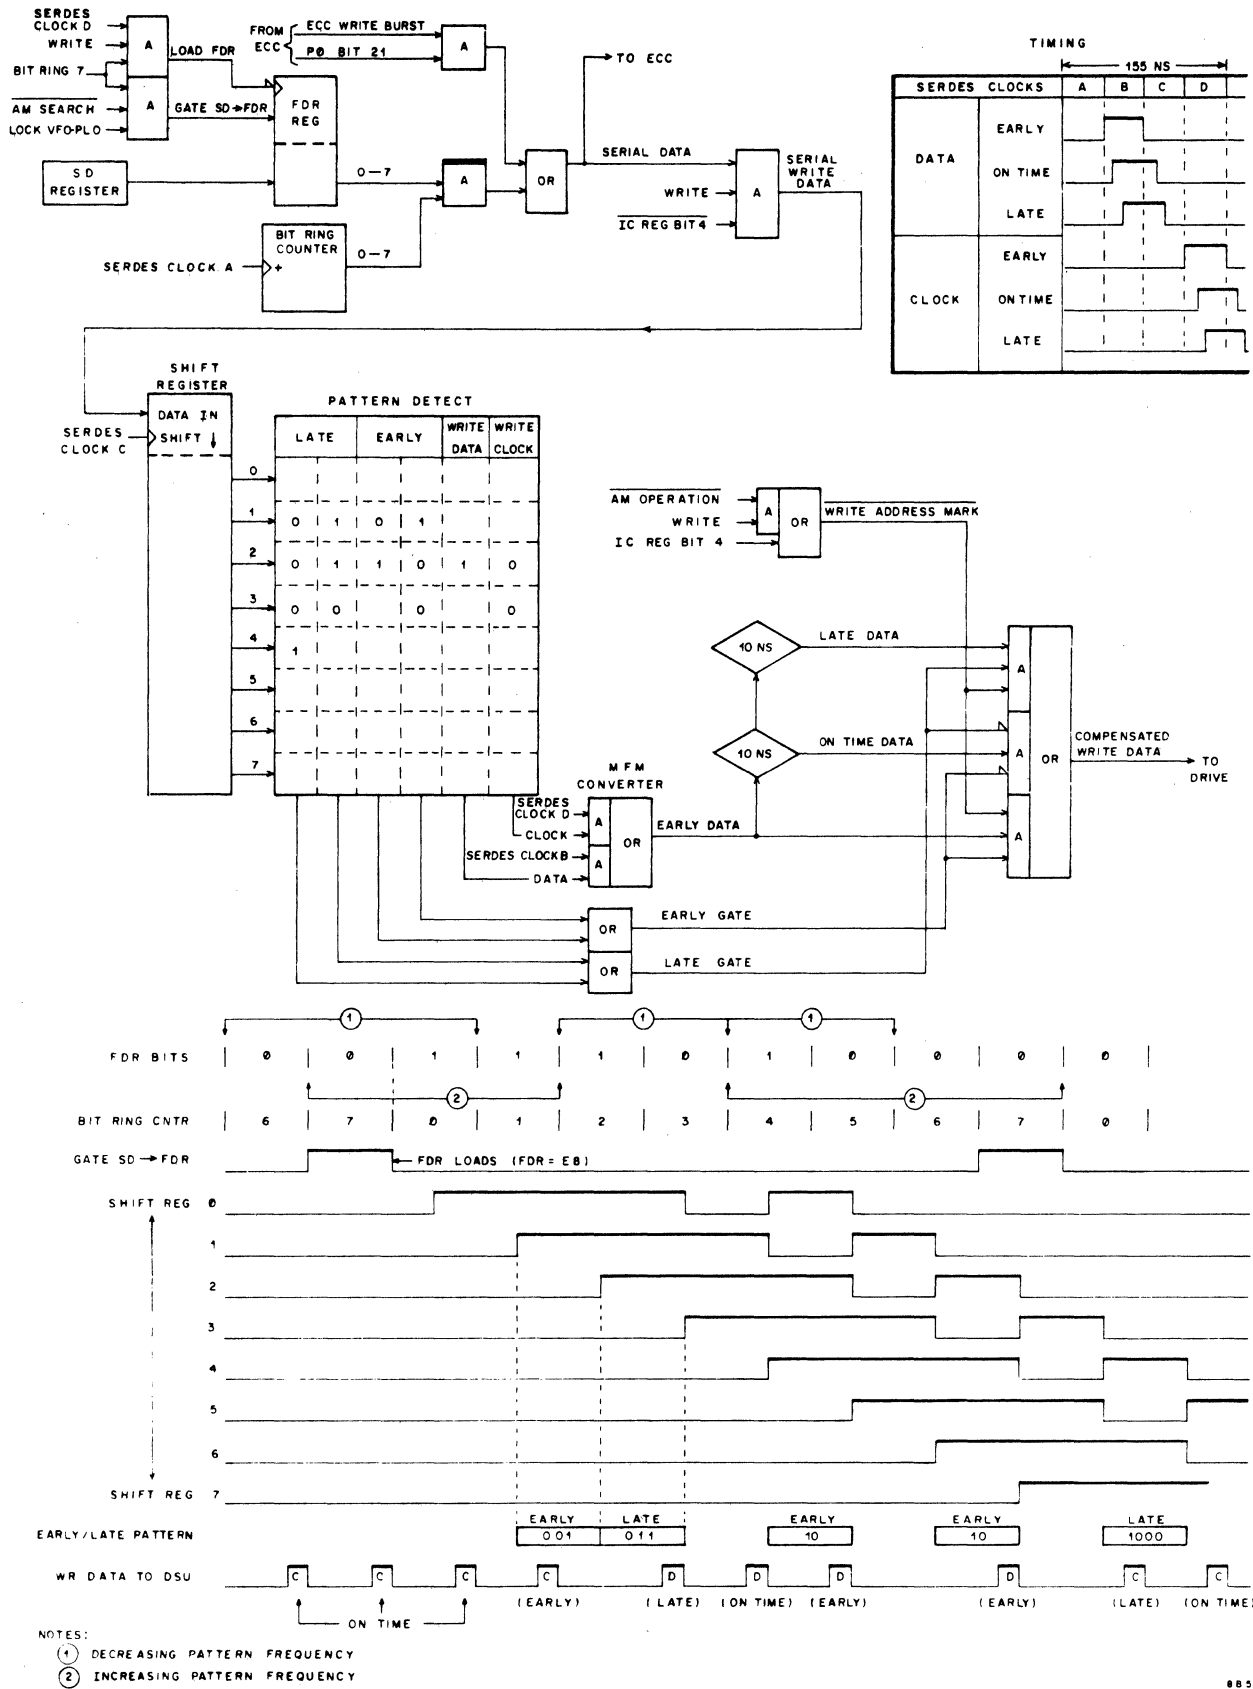 SERDES
CLOCK D
WRITE
BIT RING 7
AM SEARCH
LOCK VFO-PLO
A
A
LOAD FDR
GATE SD→FDR
FDR
REG
SD
REGISTER
FROM
ECC
ECC WRITE BURST
PØ BIT 21
A
TO ECC
0—7
A
OR
SERIAL DATA
WRITE
IC REG BIT 4
A
SERIAL
WRITE
DATA
BIT RING
COUNTER
+
SERDES CLOCK A
0—7
TIMING
155 NS
SERDES CLOCKS A B C D
DATA
EARLY
ON TIME
LATE
CLOCK
EARLY
ON TIME
LATE
SHIFT
REGISTER
DATA IN
SHIFT ↓
SERDES
CLOCK C
PATTERN DETECT
LATE EARLY WRITE DATA WRITE CLOCK
0
1 0 1 0 1
2 0 1 1 0 1 0
3 0 0 0 0
4 1
5
6
7
AM OPERATION
WRITE
IC REG BIT 4
A
OR
WRITE ADDRESS MARK
10 NS
LATE DATA
10 NS
ON TIME DATA
A
A
A
OR
COMPENSATED
WRITE DATA
TO
DRIVE
MFM
CONVERTER
SERDES
CLOCK D
CLOCK
SERDES CLOCK B
DATA
A
A
OR
EARLY DATA
OR
OR
EARLY GATE
LATE GATE
1 1 1
FDR BITS Ø Ø 1 1 1 Ø 1 Ø Ø Ø Ø
2 2
BIT RING CNTR 6 7 Ø 1 2 3 4 5 6 7 Ø
GATE SD→FDR
FDR LOADS (FDR = E8)
SHIFT REG Ø
1
2
3
4
5
6
SHIFT REG 7
EARLY LATE EARLY EARLY LATE
EARLY/LATE PATTERN 001 011 10 10 1000
WR DATA TO DSU C C C C D D D D C C
(EARLY) (LATE) (ON TIME) (EARLY) (EARLY) (LATE) (ON TIME)
ON TIME
NOTES:
1 DECREASING PATTERN FREQUENCY
2 INCREASING PATTERN FREQUENCY
885